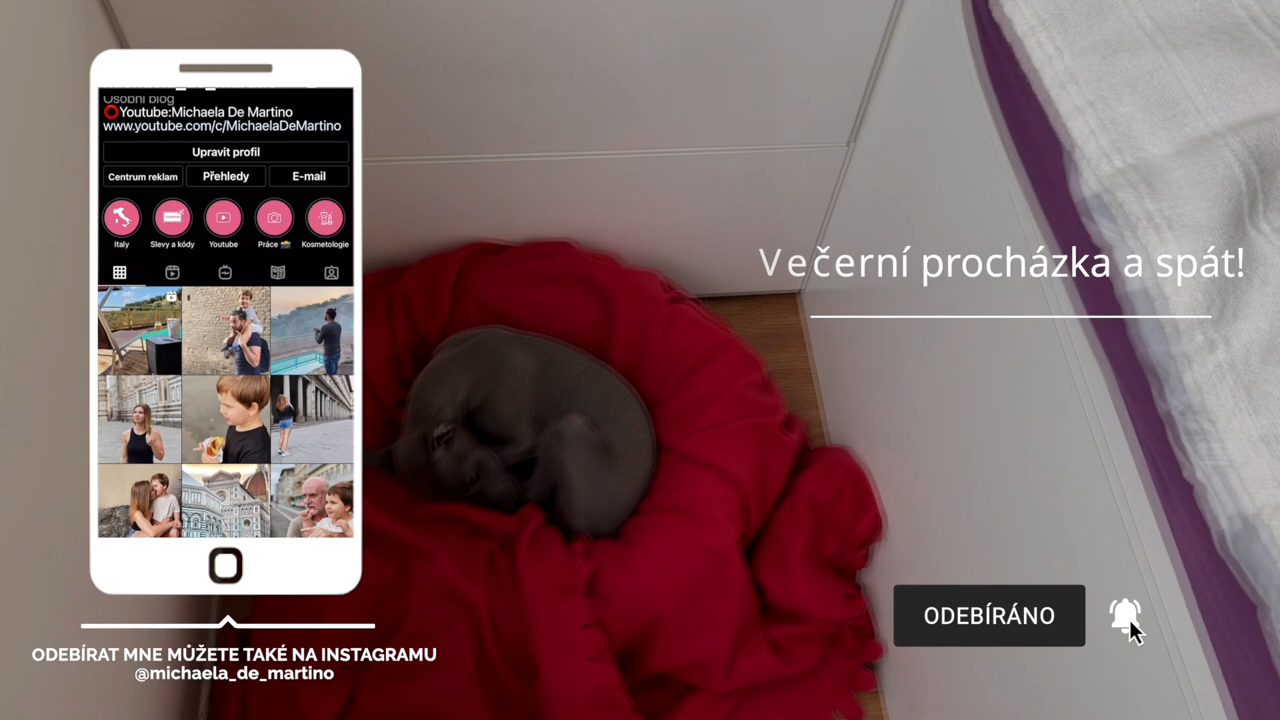 Osobní blog
Youtube:Michaela De Martino
www.youtube.com/c/MichaelaDeMartino
Upravit profil
Centrum reklam
Přehledy
E-mail
Italy
Slevy a kódy
Youtube
Práce 📸
Kosmetologie
Večerní procházka a spát!
ODEBÍRÁNO
ODEBÍRAT MNE MŮŽETE TAKÉ NA INSTAGRAMU
@michaela_de_martino